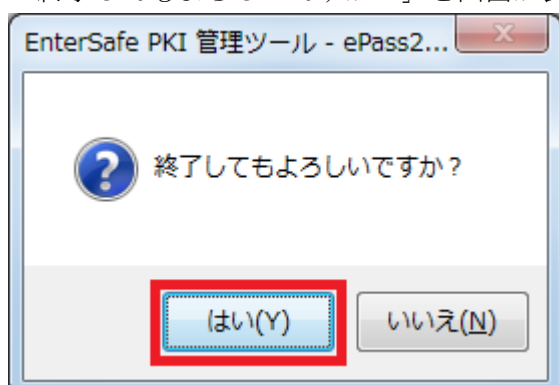 EnterSafe PKI 管理ツール - ePass2...
終了してもよろしいですか？
はい(Y)
いいえ(N)